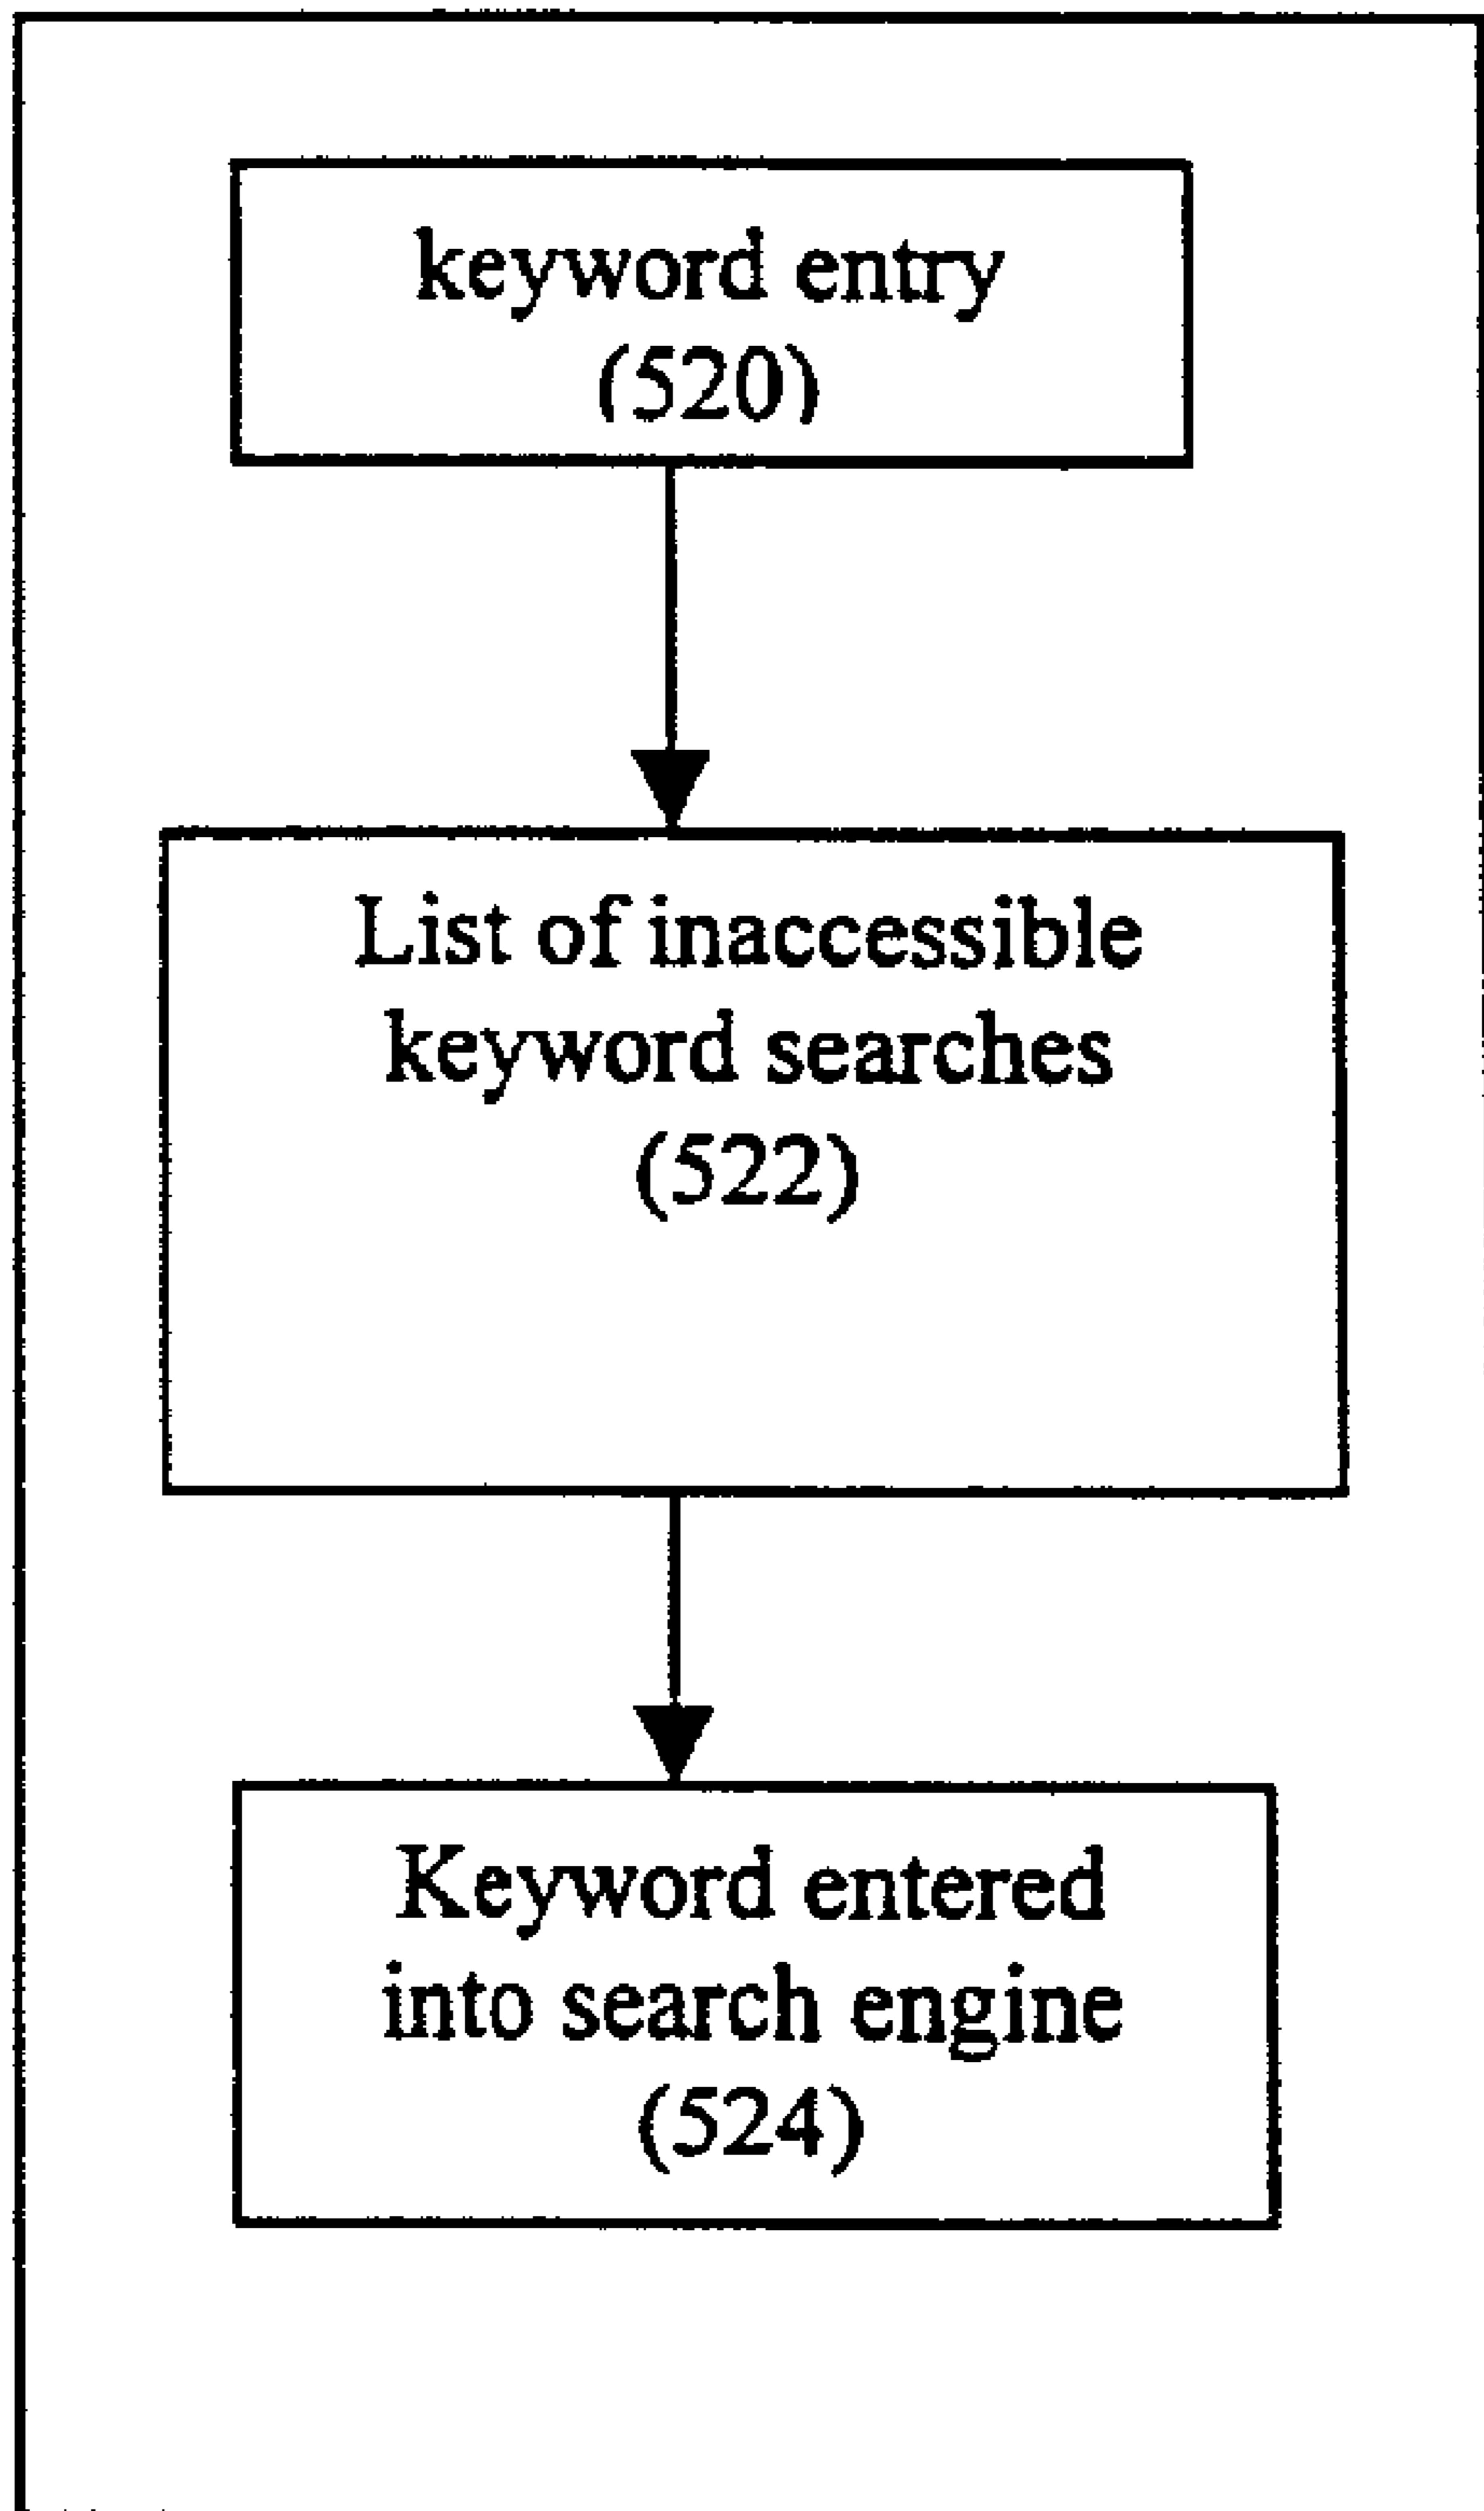 keyword entry
(520)
List of inaccessible
keyword searches
(522)
Keyword entered
into search engine
(524)